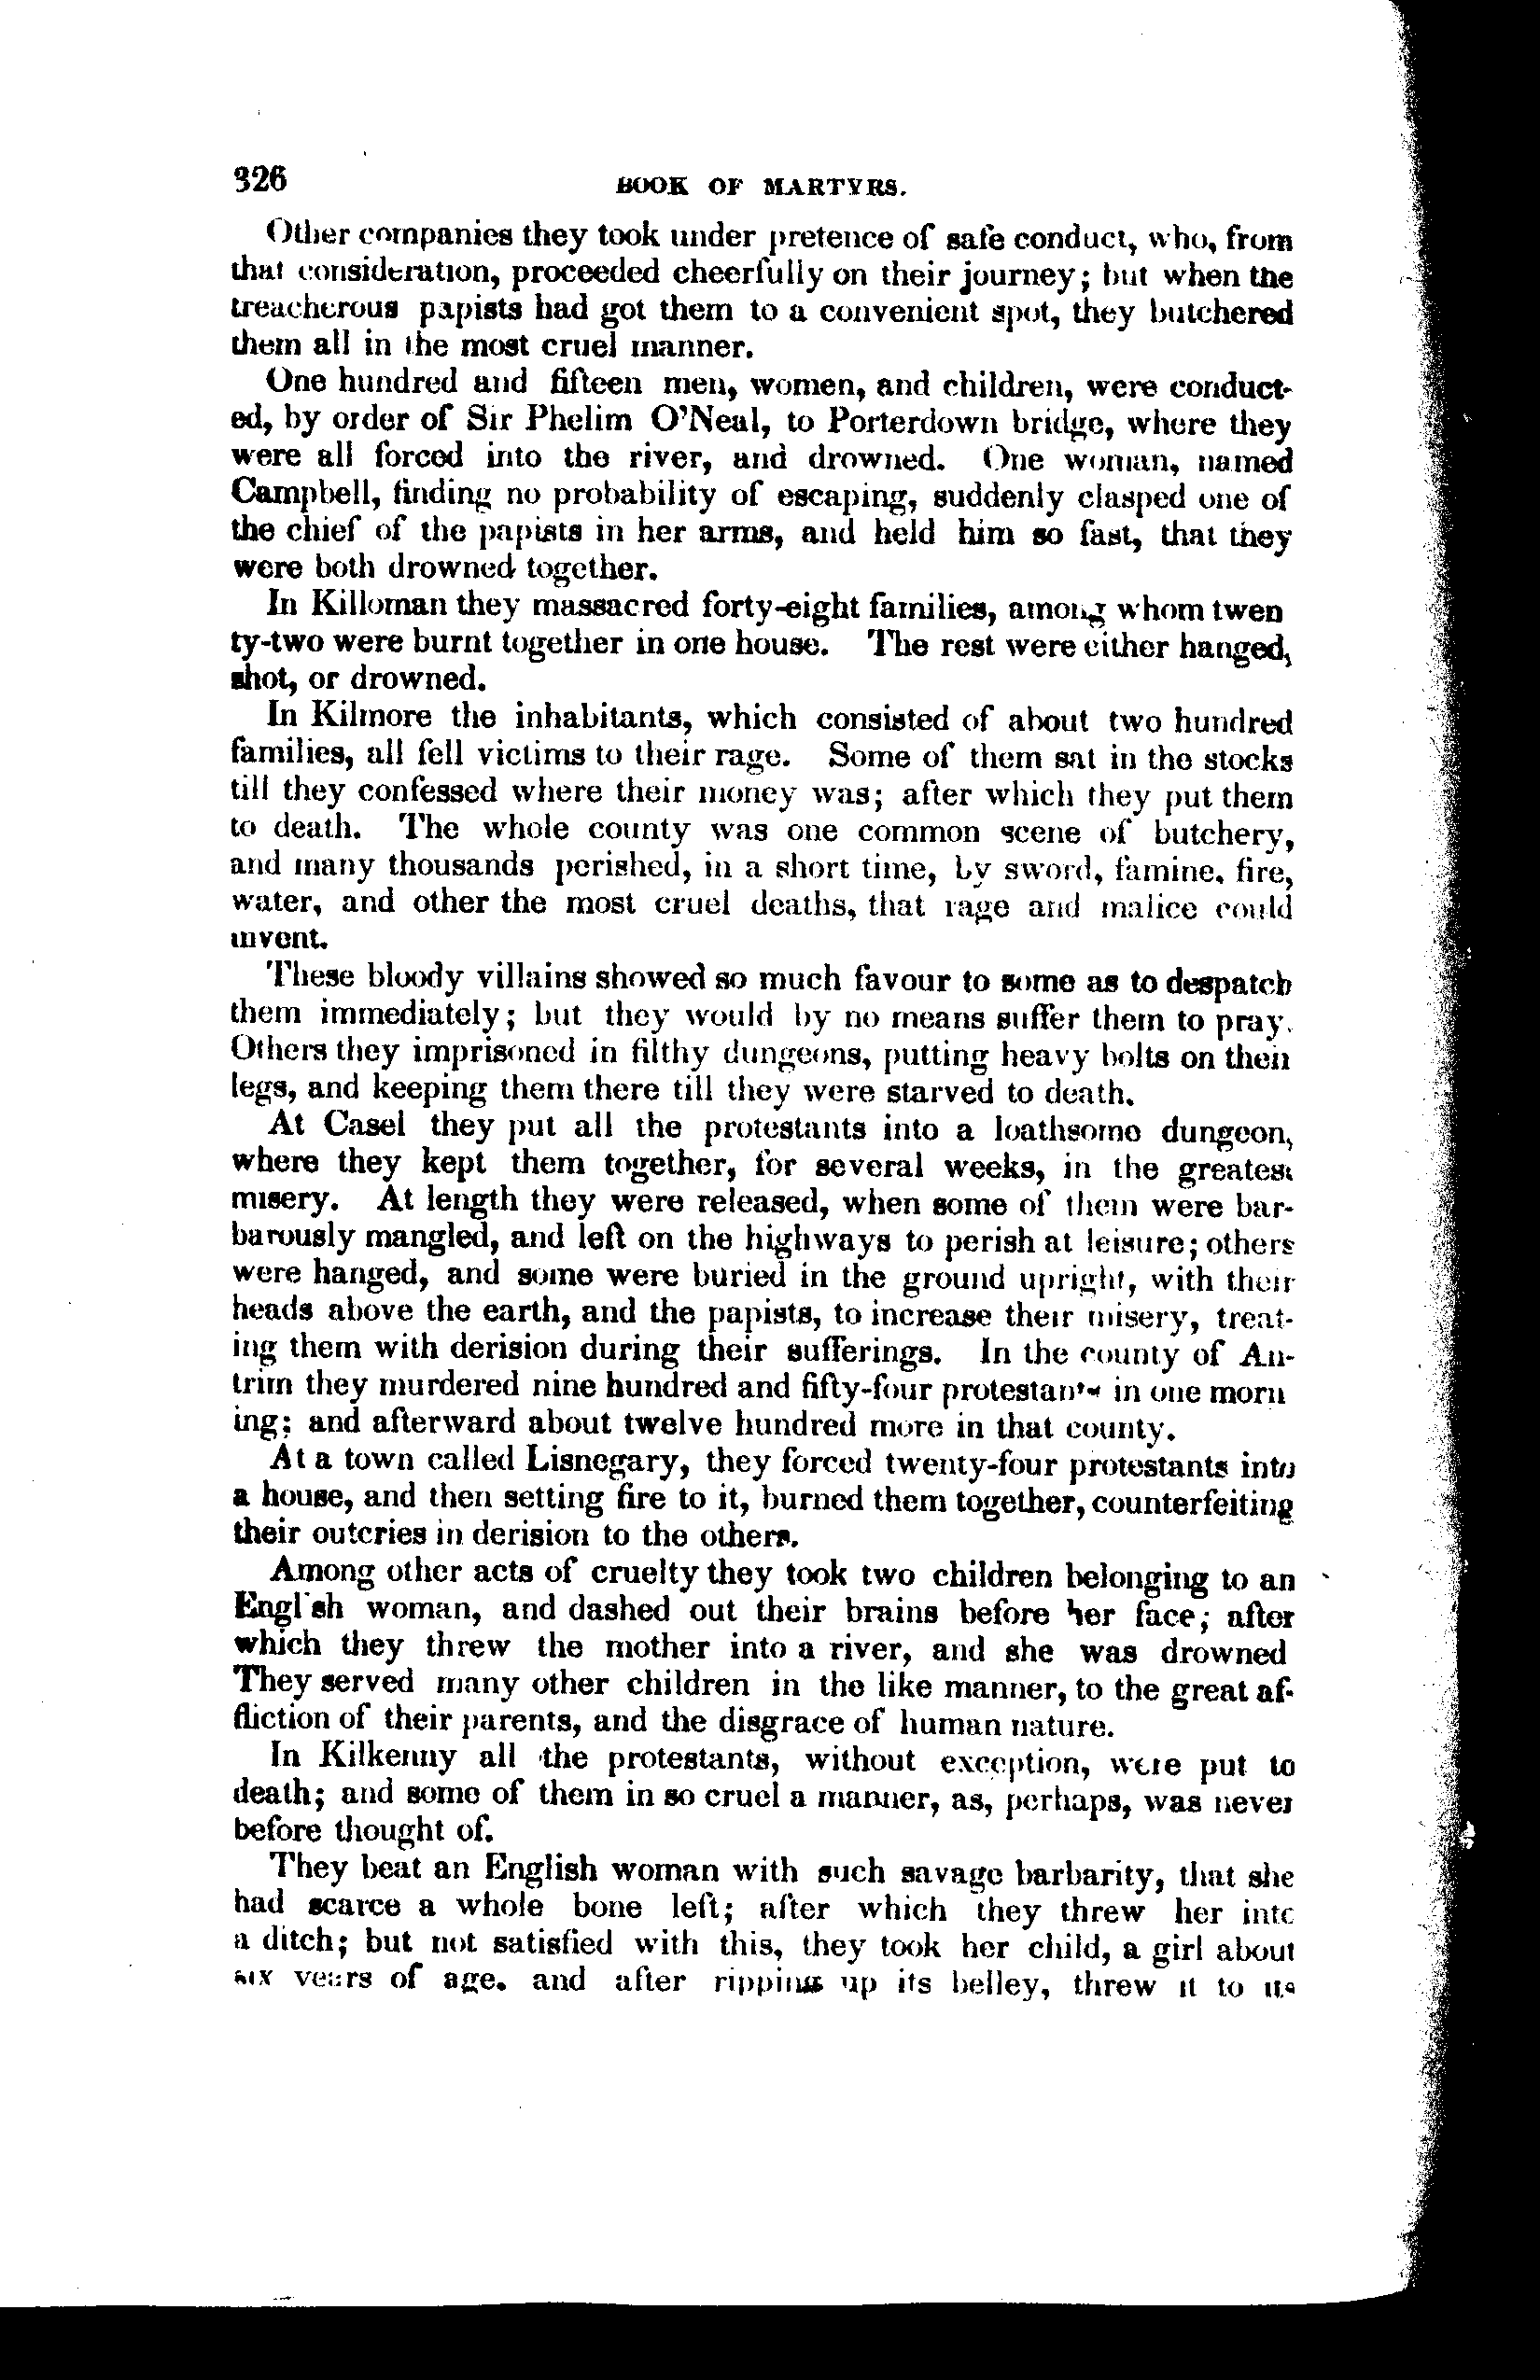 326 BOOK OF MARTYRS.
Other companies they took under pretence of safe conduct, who, from
that consideration, proceeded cheerfully on their journey; but when the
treacherous papists had got them to a convenient spot, they butchered
them all in the most cruel manner.
One hundred and fifteen men, women, and children, were conduct-
ed, by order of Sir Phelim O'Neal, to Porterdown bridge, where they
were all forced into the river, and drowned. One woman, named
Campbell, finding no probability of escaping, suddenly clasped one of
the chief of the papists in her arms, and held him so fast, that they
were both drowned together.
In Killoman they massacred forty-eight families, among whom twen
ty-two were burnt together in one house. The rest were either hanged,
shot, or drowned.
In Kilmore the inhabitants, which consisted of about two hundred
families, all fell victims to their rage. Some of them sat in the stocks
till they confessed where their money was; after which they put them
to death. The whole county was one common scene of butchery,
and many thousands perished, in a short time, by sword, famine, fire,
water, and other the most cruel deaths, that rage and malice could
invent.
These bloody villains showed so much favour to some as to despatch
them immediately; but they would by no means suffer them to pray.
Others they imprisoned in filthy dungeons, putting heavy bolts on their
legs, and keeping them there till they were starved to death.
At Casel they put all the protestants into a loathsome dungeon,
where they kept them together, for several weeks, in the greatest
misery. At length they were released, when some of them were bar-
barously mangled, and left on the highways to perish at leisure; others
were hanged, and some were buried in the ground upright, with their
heads above the earth, and the papists, to increase their misery, treat-
ing them with derision during their sufferings. In the county of An-
trim they murdered nine hundred and fifty-four protestants in one morn
ing; and afterward about twelve hundred more in that county.
At a town called Lisnegary, they forced twenty-four protestants into
a house, and then setting fire to it, burned them together, counterfeiting
their outcries in derision to the others.
Among other acts of cruelty they took two children belonging to an
English woman, and dashed out their brains before her face; after
which they threw the mother into a river, and she was drowned
They served many other children in the like manner, to the great af-
fliction of their parents, and the disgrace of human nature.
In Kilkenny all the protestants, without exception, were put to
death; and some of them in so cruel a manner, as, perhaps, was never
before thought of.
They beat an English woman with such savage barbarity, that she
had scarce a whole bone left; after which they threw her into
a ditch; but not satisfied with this, they took her child, a girl about
six years of age, and after ripping up its belley, threw it to its